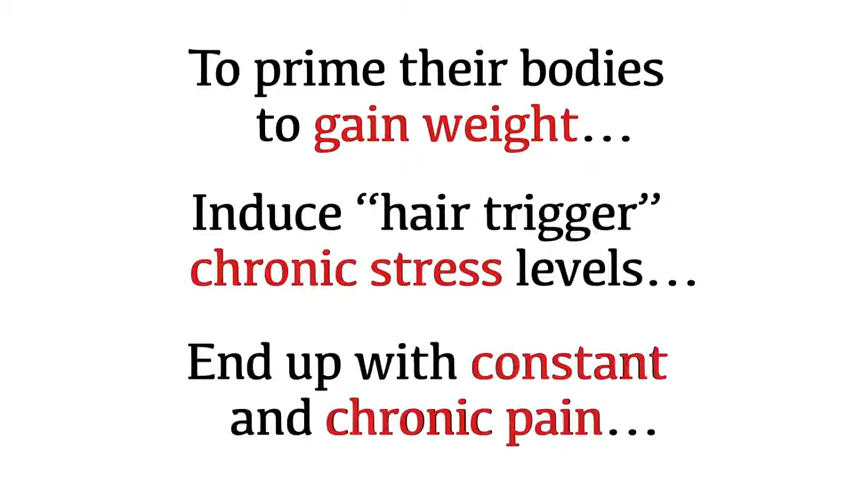 To prime their bodies
to gain weight…
Induce “hair trigger”
chronic stress levels…
End up with constant
and chronic pain…